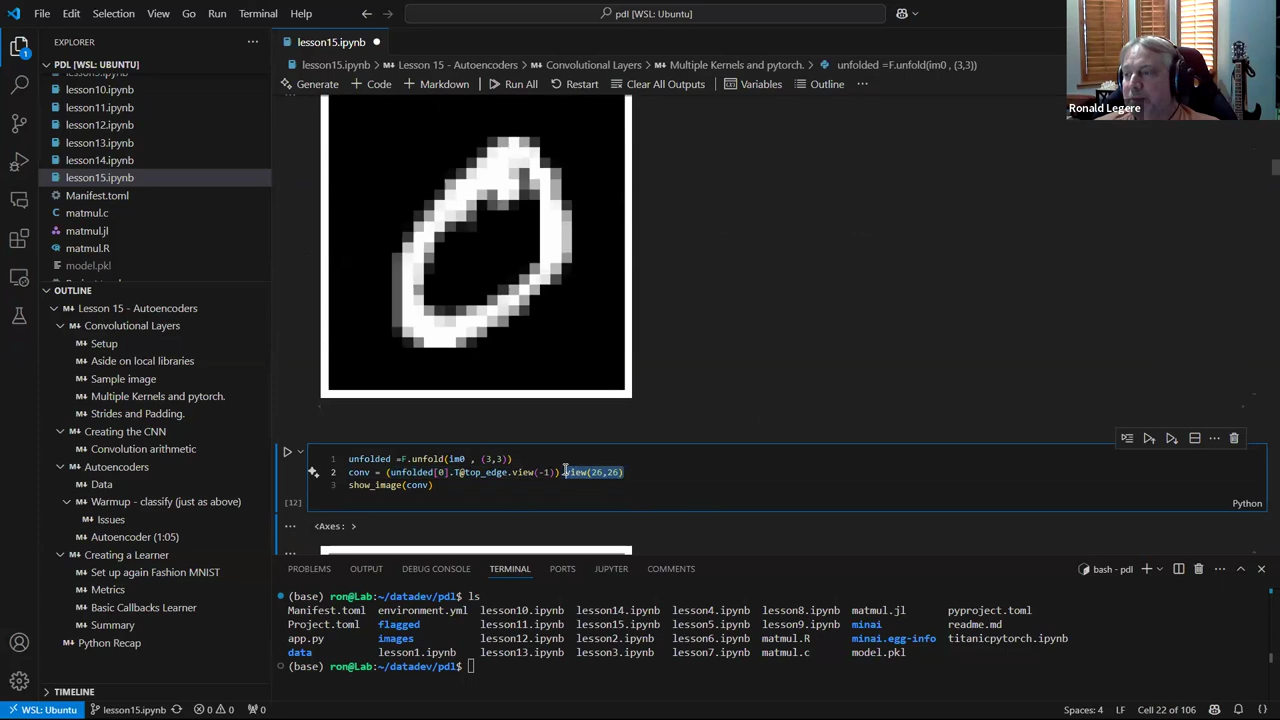 File Edit Selection View Go Run Terminal Help
pdl [WSL: Ubuntu]
EXPLORER
PDL [WSL: UBUNTU]
lesson10.ipynb
lesson11.ipynb
lesson12.ipynb
lesson13.ipynb
lesson14.ipynb
lesson15.ipynb
Manifest.toml
matmul.c
matmul.jl
matmul.R
model.pkl
OUTLINE
Lesson 15 - Autoencoders
Convolutional Layers
Setup
Aside on local libraries
Sample image
Multiple Kernels and pytorch.
Strides and Padding.
Creating the CNN
Convolution arithmetic
Autoencoders
Data
Warmup - classify (just as above)
Issues
Autoencoder (1:05)
Creating a Learner
Set up again Fashion MNIST
Metrics
Basic Callbacks Learner
Summary
Python Recap
TIMELINE
lesson15.ipynb
lesson15.ipynb > Lesson 15 - Autoencoders > Convolutional Layers > Multiple Kernels and pytorch. > unfolded =F.unfold(im0 , (3,3))
Generate + Code + Markdown Run All Restart Clear All Outputs Variables Outline ...
Ronald Legere
1 unfolded =F.unfold(im0 , (3,3))
2 conv = (unfolded[0].T@top_edge.view(-1)).view(26,26)
3 show_image(conv)
[12]
Python
<Axes: >
PROBLEMS OUTPUT DEBUG CONSOLE TERMINAL PORTS JUPYTER COMMENTS
bash - pdl
(base) ron@Lab:~/datadev/pdl$ ls
Manifest.toml environment.yml lesson10.ipynb lesson14.ipynb lesson4.ipynb lesson8.ipynb matmul.jl pyproject.toml
Project.toml flagged lesson11.ipynb lesson15.ipynb lesson5.ipynb lesson9.ipynb minai readme.md
app.py images lesson12.ipynb lesson2.ipynb lesson6.ipynb matmul.R minai.egg-info titanicpytorch.ipynb
data lesson1.ipynb lesson13.ipynb lesson3.ipynb lesson7.ipynb matmul.c model.pkl
(base) ron@Lab:~/datadev/pdl$
WSL: Ubuntu lesson15.ipynb 0 0 0 Spaces: 4 LF Cell 22 of 106